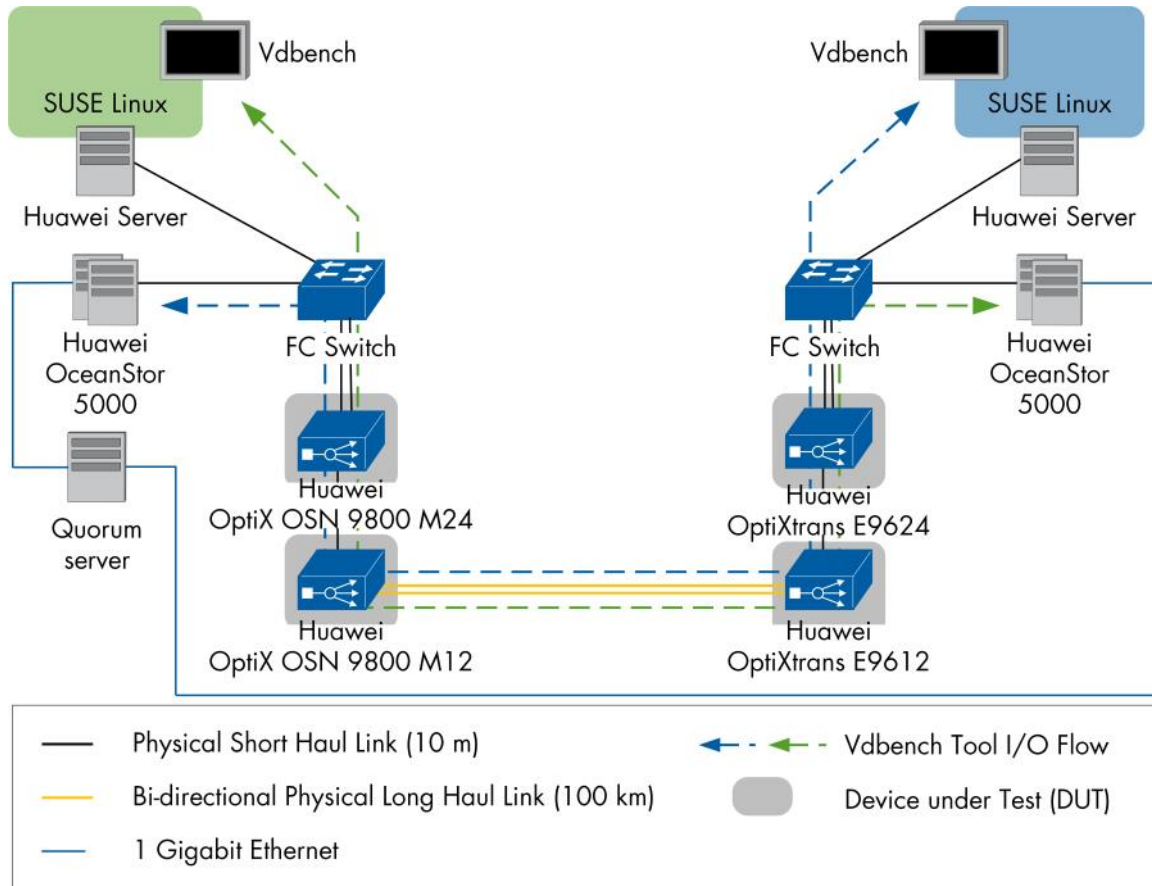 Vdbench
SUSE Linux
Huawei Server
Huawei
OceanStor
5000
Quorum
server
FC Switch
Huawei
OptiX OSN 9800 M24
Huawei
OptiX OSN 9800 M12
Vdbench
SUSE Linux
Huawei Server
FC Switch
Huawei
OceanStor
5000
Huawei
OptiXtrans E9624
Huawei
OptiXtrans E9612
Physical Short Haul Link (10 m)
Bi-directional Physical Long Haul Link (100 km)
1 Gigabit Ethernet
Vdbench Tool I/O Flow
Device under Test (DUT)